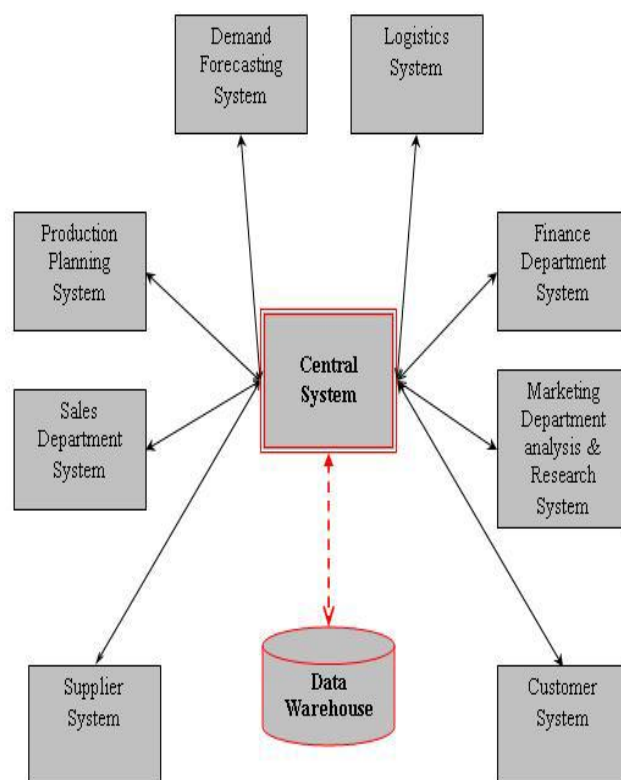 Demand
Forecasting
System
Logistics
System
Production
Planning
System
Finance
Department
System
Central
System
Sales
Department
System
Marketing
Department
analysis &
Research
System
Supplier
System
Data
Warehouse
Customer
System